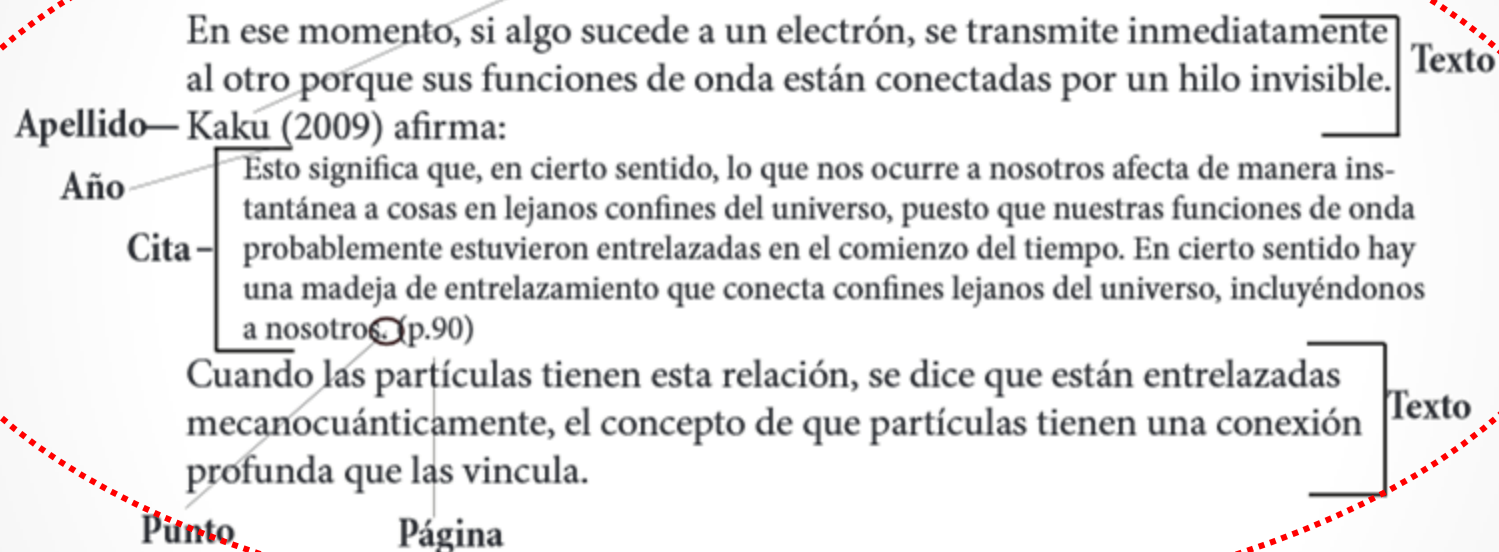 En ese momento, si algo sucede a un electrón, se transmite inmediatamente
Texto
al otro porque sus funciones de onda están conectadas por un hilo invisible.
Apellido Kaku (2009) afirma:
Esto significa que, en cierto sentido, lo que nos ocurre a nosotros afecta de manera ins-
Año
tantánea a cosas en lejanos confines del universo, puesto que nuestras funciones de onda
Cita
probablemente estuvieron entrelazadas en el comienzo del tiempo. En cierto sentido hay
una madeja de entrelazamiento que conecta confines lejanos del universo, incluyéndonos
a nosotros. (p.90)
Cuando las partículas tienen esta relación, se dice que están entrelazadas
Texto
mecanocuánticamente, el concepto de que partículas tienen una conexión
profunda que las vincula.
Punto
Página